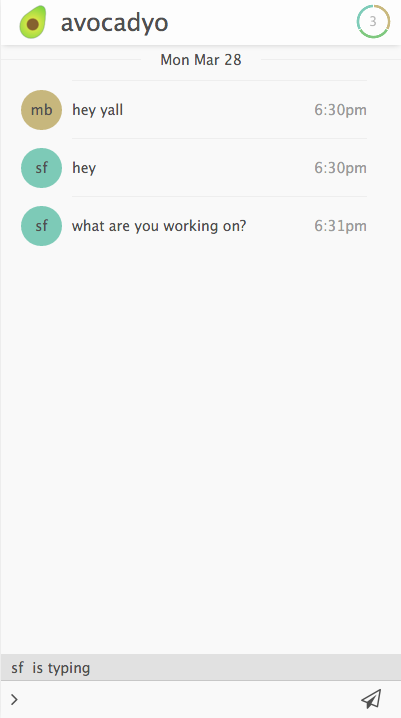 avocadyo
3
Mon Mar 28
mb hey yall 6:30pm
sf hey 6:30pm
sf what are you working on? 6:31pm
sf is typing